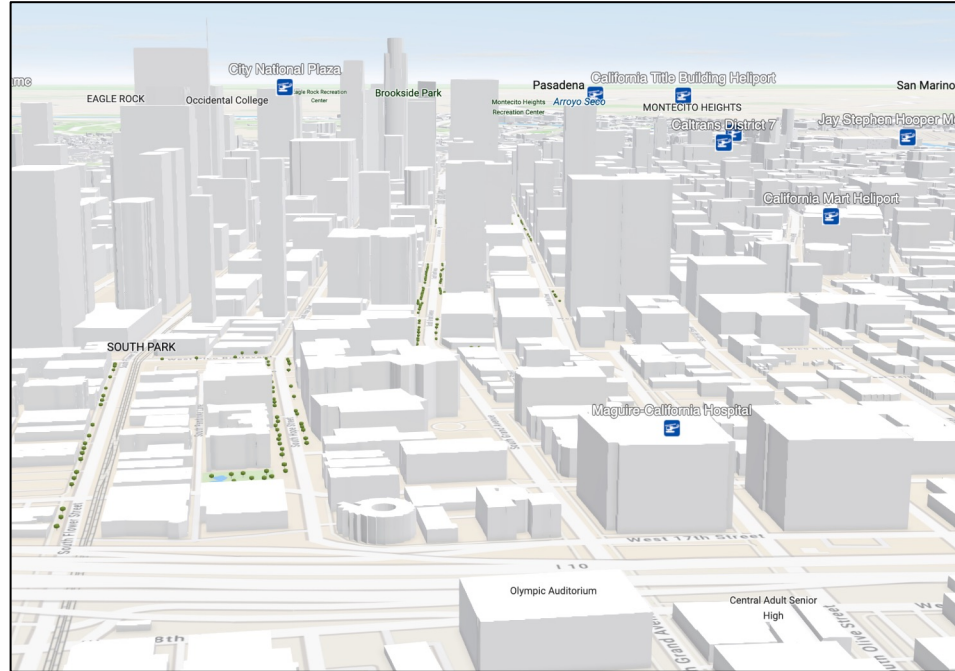 City National Plaza
California Title Building Heliport
Pasadena
San Marino
nmc
EAGLE ROCK
Occidental College
Eagle Rock Recreation
Center
Brookside Park
Montecito Heights
Recreation Center
Arroyo Seco
MONTECITO HEIGHTS
Caltrans District 7
Jay Stephen Hooper Me
California Mart Heliport
SOUTH PARK
Maguire-California Hospital
South Flower Street
West 17th Street
I 10
Olympic Auditorium
Central Adult Senior
High
8th
South Olive Street